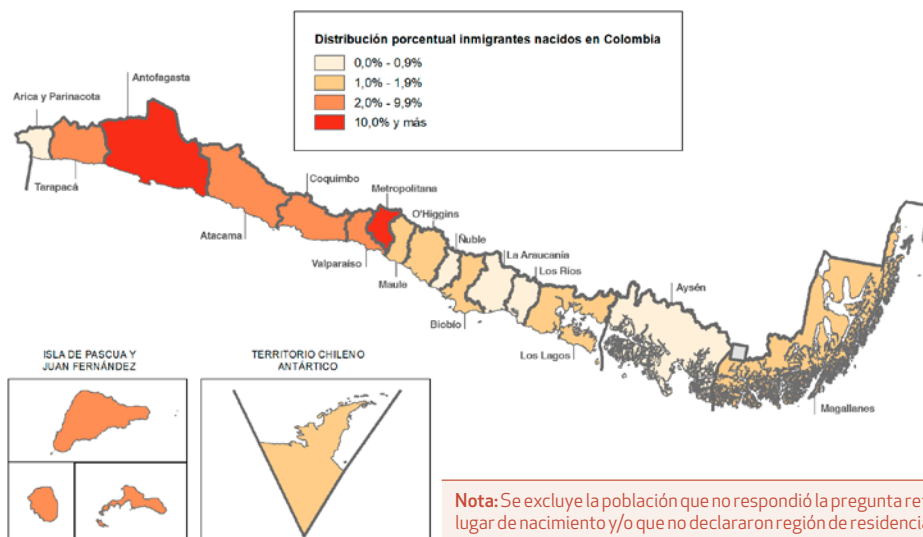 Distribución porcentual inmigrantes nacidos en Colombia
0,0% - 0,9%
1,0% - 1,9%
2,0% - 9,9%
10,0% y más
Antofagasta
Arica y Parinacota
Tarapacá
Coquimbo
Metropolitana
O'Higgins
Atacama
Valparaíso
Ñuble
La Araucanía
Los Ríos
Maule
Aysén
Biobío
Los Lagos
Magallanes
ISLA DE PASCUA Y
JUAN FERNÁNDEZ
TERRITORIO CHILENO
ANTÁRTICO
Nota: Se excluye la población que no respondió la pregunta
lugar de nacimiento y/o que no declararon región de residencia